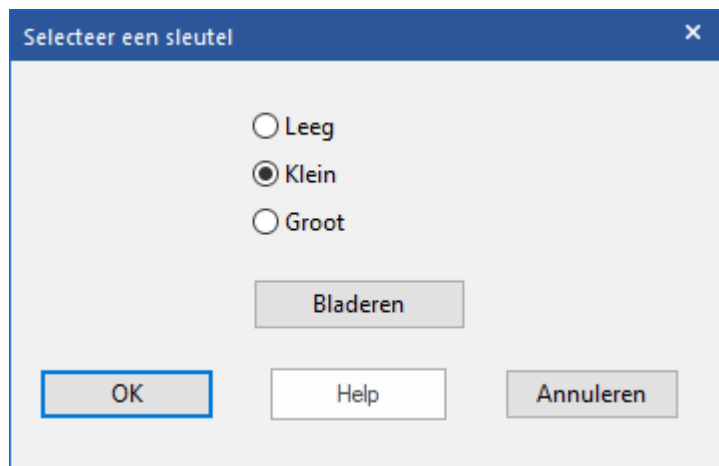 Selecteer een sleutel
Leeg
Klein
Groot
Bladeren
OK Help Annuleren